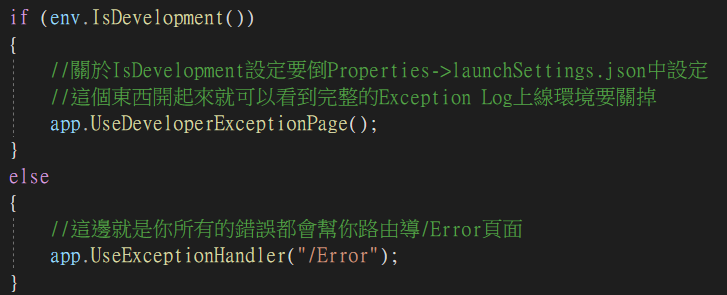 if (env.IsDevelopment())
{
//關於IsDevelopment設定要倒Properties->launchSettings.json中設定
//這個東西開起來就可以看到完整的Exception Log上線環境要關掉
app.UseDeveloperExceptionPage();
}
else
{
//這邊就是你所有的錯誤都會幫你路由導/Error頁面
app.UseExceptionHandler("/Error");
}